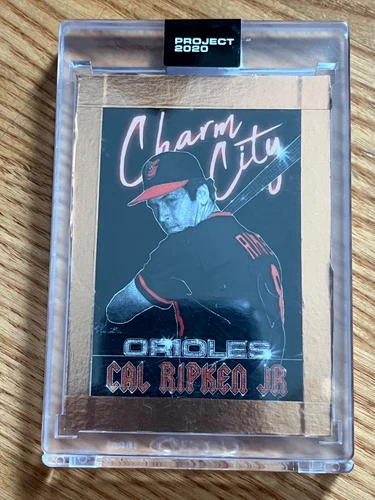 PROJECT
2020
Charm
City
ORIOLES
CAL RIPKEN JR